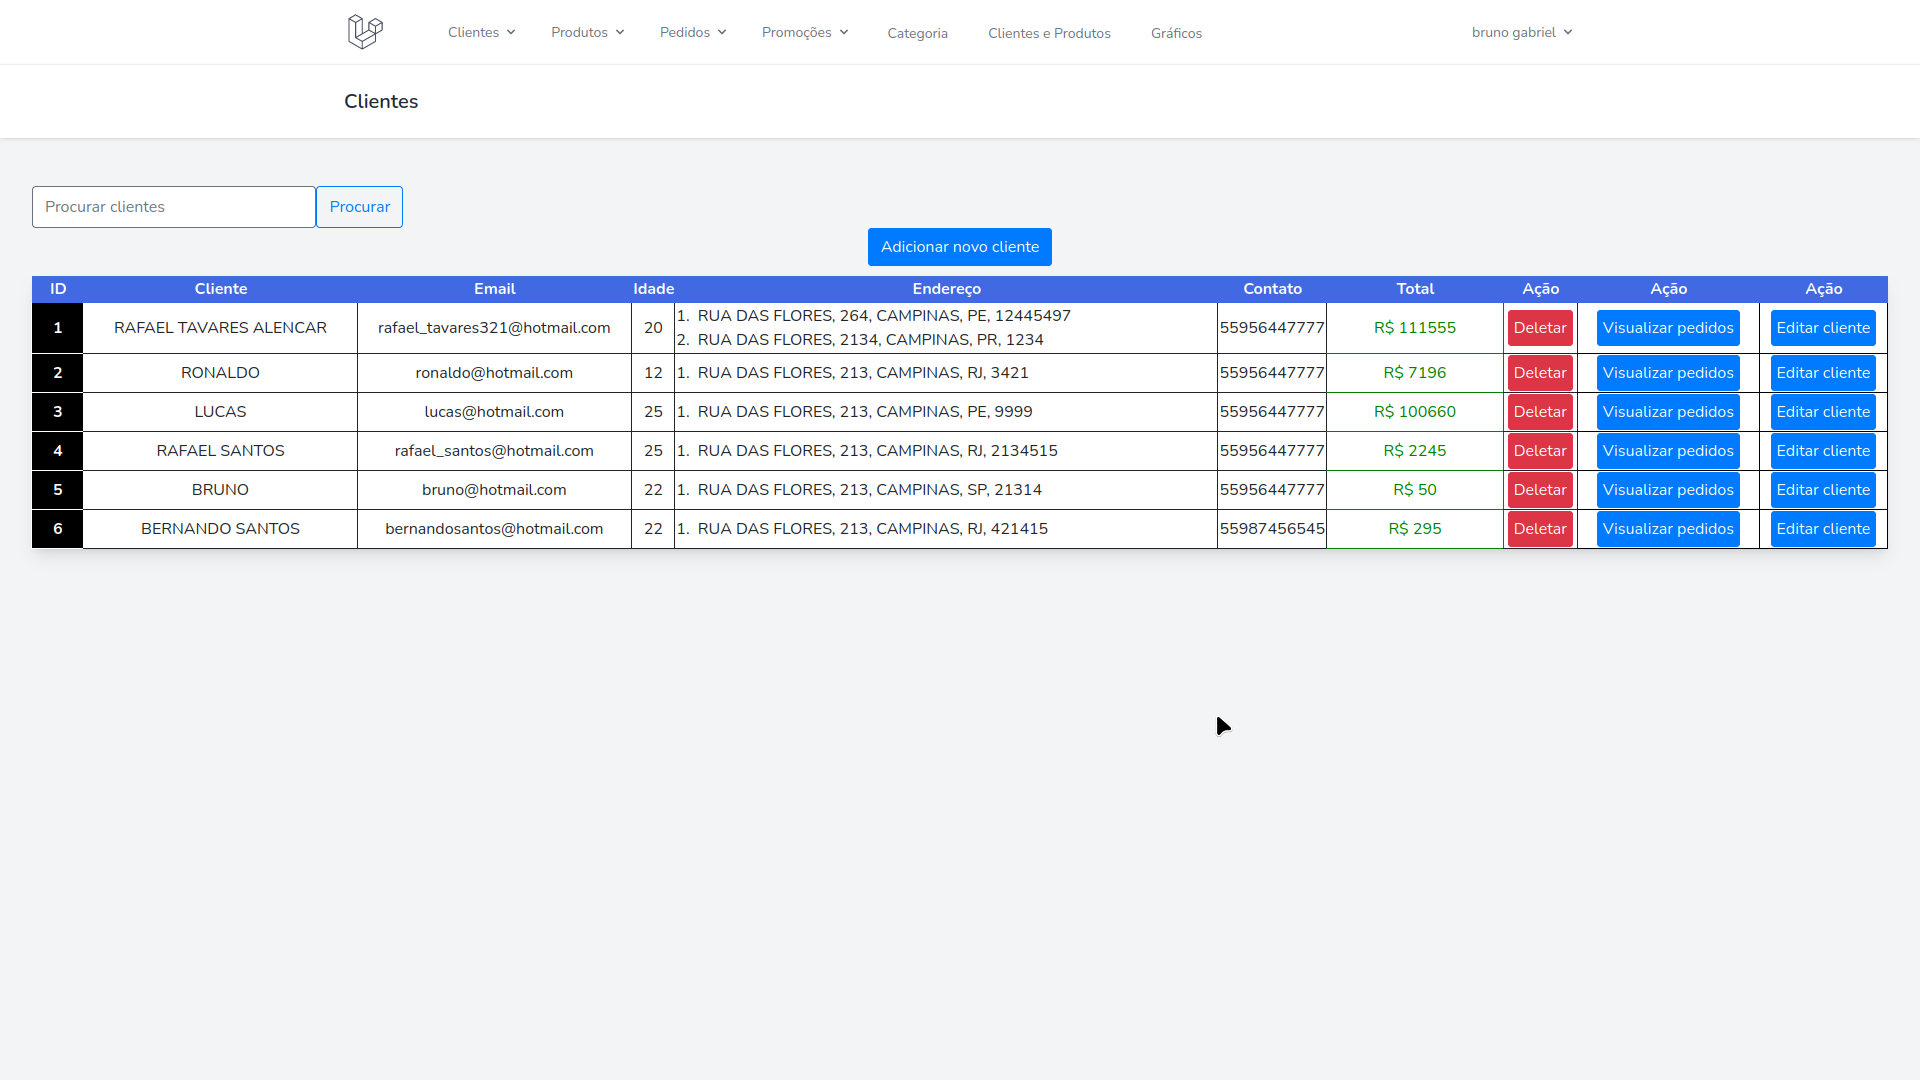 Clientes Produtos Pedidos Promoções Categoria Clientes e Produtos Gráficos bruno gabriel
Clientes
Procurar clientes Procurar
Adicionar novo cliente
ID Cliente Email Idade Endereço Contato Total Ação Ação Ação
1 RAFAEL TAVARES ALENCAR rafael_tavares321@hotmail.com 20 1. RUA DAS FLORES, 264, CAMPINAS, PE, 12445497 55956447777 R$ 111555 Deletar Visualizar pedidos Editar cliente
2. RUA DAS FLORES, 2134, CAMPINAS, PR, 1234
2 RONALDO ronaldo@hotmail.com 12 1. RUA DAS FLORES, 213, CAMPINAS, RJ, 3421 55956447777 R$ 7196 Deletar Visualizar pedidos Editar cliente
3 LUCAS lucas@hotmail.com 25 1. RUA DAS FLORES, 213, CAMPINAS, PE, 9999 55956447777 R$ 100660 Deletar Visualizar pedidos Editar cliente
4 RAFAEL SANTOS rafael_santos@hotmail.com 25 1. RUA DAS FLORES, 213, CAMPINAS, RJ, 2134515 55956447777 R$ 2245 Deletar Visualizar pedidos Editar cliente
5 BRUNO bruno@hotmail.com 22 1. RUA DAS FLORES, 213, CAMPINAS, SP, 21314 55956447777 R$ 50 Deletar Visualizar pedidos Editar cliente
6 BERNANDO SANTOS bernandosantos@hotmail.com 22 1. RUA DAS FLORES, 213, CAMPINAS, RJ, 421415 55987456545 R$ 295 Deletar Visualizar pedidos Editar cliente